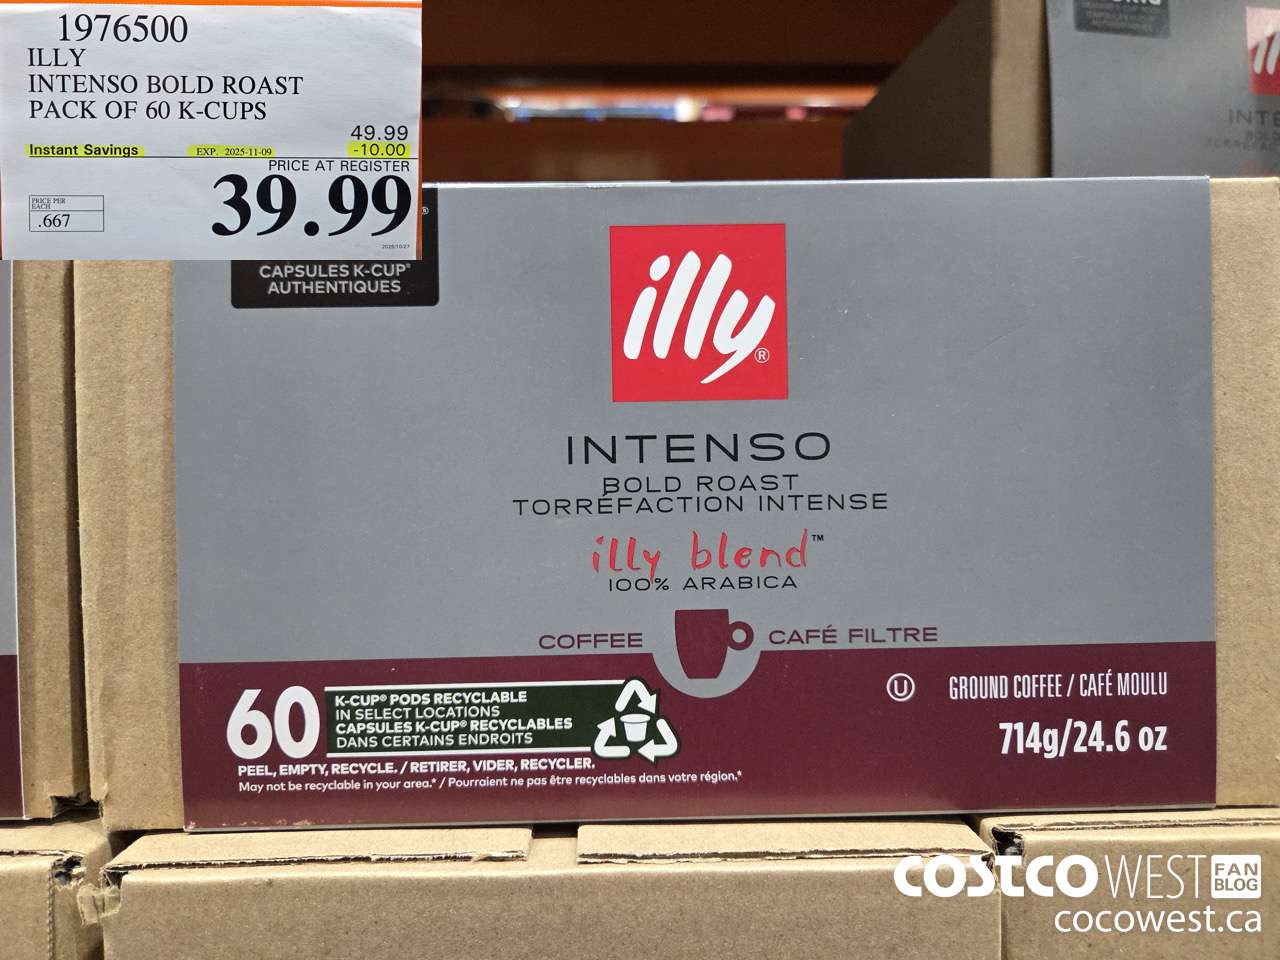 1976500
ILLY
INTENSO BOLD ROAST
PACK OF 60 K-CUPS
49.99
Instant Savings EXP. 2025-11-09 -10.00
PRICE AT REGISTER
39.99
PRICE PER
EACH
.667
2025/10/27
®
CAPSULES K-CUP®
AUTHENTIQUES
illy®
INTENSO
BOLD ROAST
TORRÉFACTION INTENSE
illy blend™
100% ARABICA
COFFEE CAFÉ FILTRE
60
K-CUP® PODS RECYCLABLE
IN SELECT LOCATIONS
CAPSULES K-CUP® RECYCLABLES
DANS CERTAINS ENDROITS
PEEL, EMPTY, RECYCLE. / RETIRER, VIDER, RECYCLER.
May not be recyclable in your area.* / Pourraient ne pas être recyclables dans votre région.*
U GROUND COFFEE / CAFÉ MOULU
714g/24.6 oz
INTE
COSTCO WEST FAN BLOG
cocowest.ca